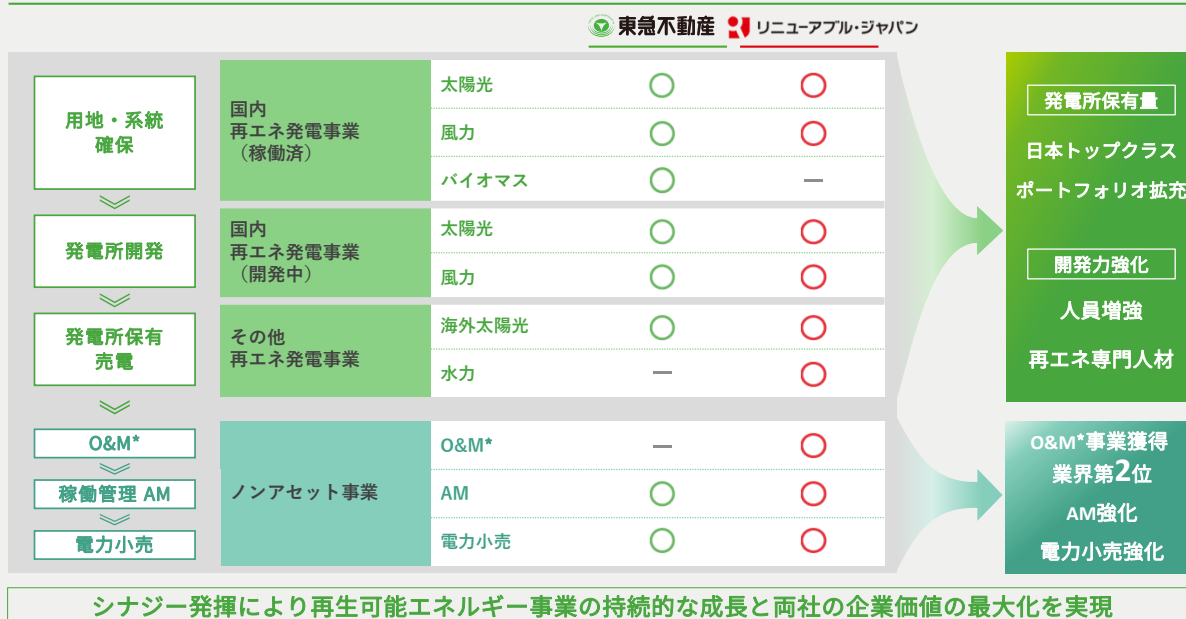 東急不動産 リニューアブル・ジャパン
用地・系統
確保
発電所開発
発電所保有
売電
O&M*
稼働管理 AM
電力小売
国内
再エネ発電事業
（稼働済）
太陽光 ○ ○
風力 ○ ○
バイオマス ○ ー
国内
再エネ発電事業
（開発中）
太陽光 ○ ○
風力 ○ ○
その他
再エネ発電事業
海外太陽光 ○ ○
水力 ー ○
ノンアセット事業
O&M* ー ○
AM ○ ○
電力小売 ○ ○
発電所保有量
日本トップクラス
ポートフォリオ拡充
開発力強化
人員増強
再エネ専門人材
O&M*事業獲得
業界第2位
AM強化
電力小売強化
シナジー発揮により再生可能エネルギー事業の持続的な成長と両社の企業価値の最大化を実現